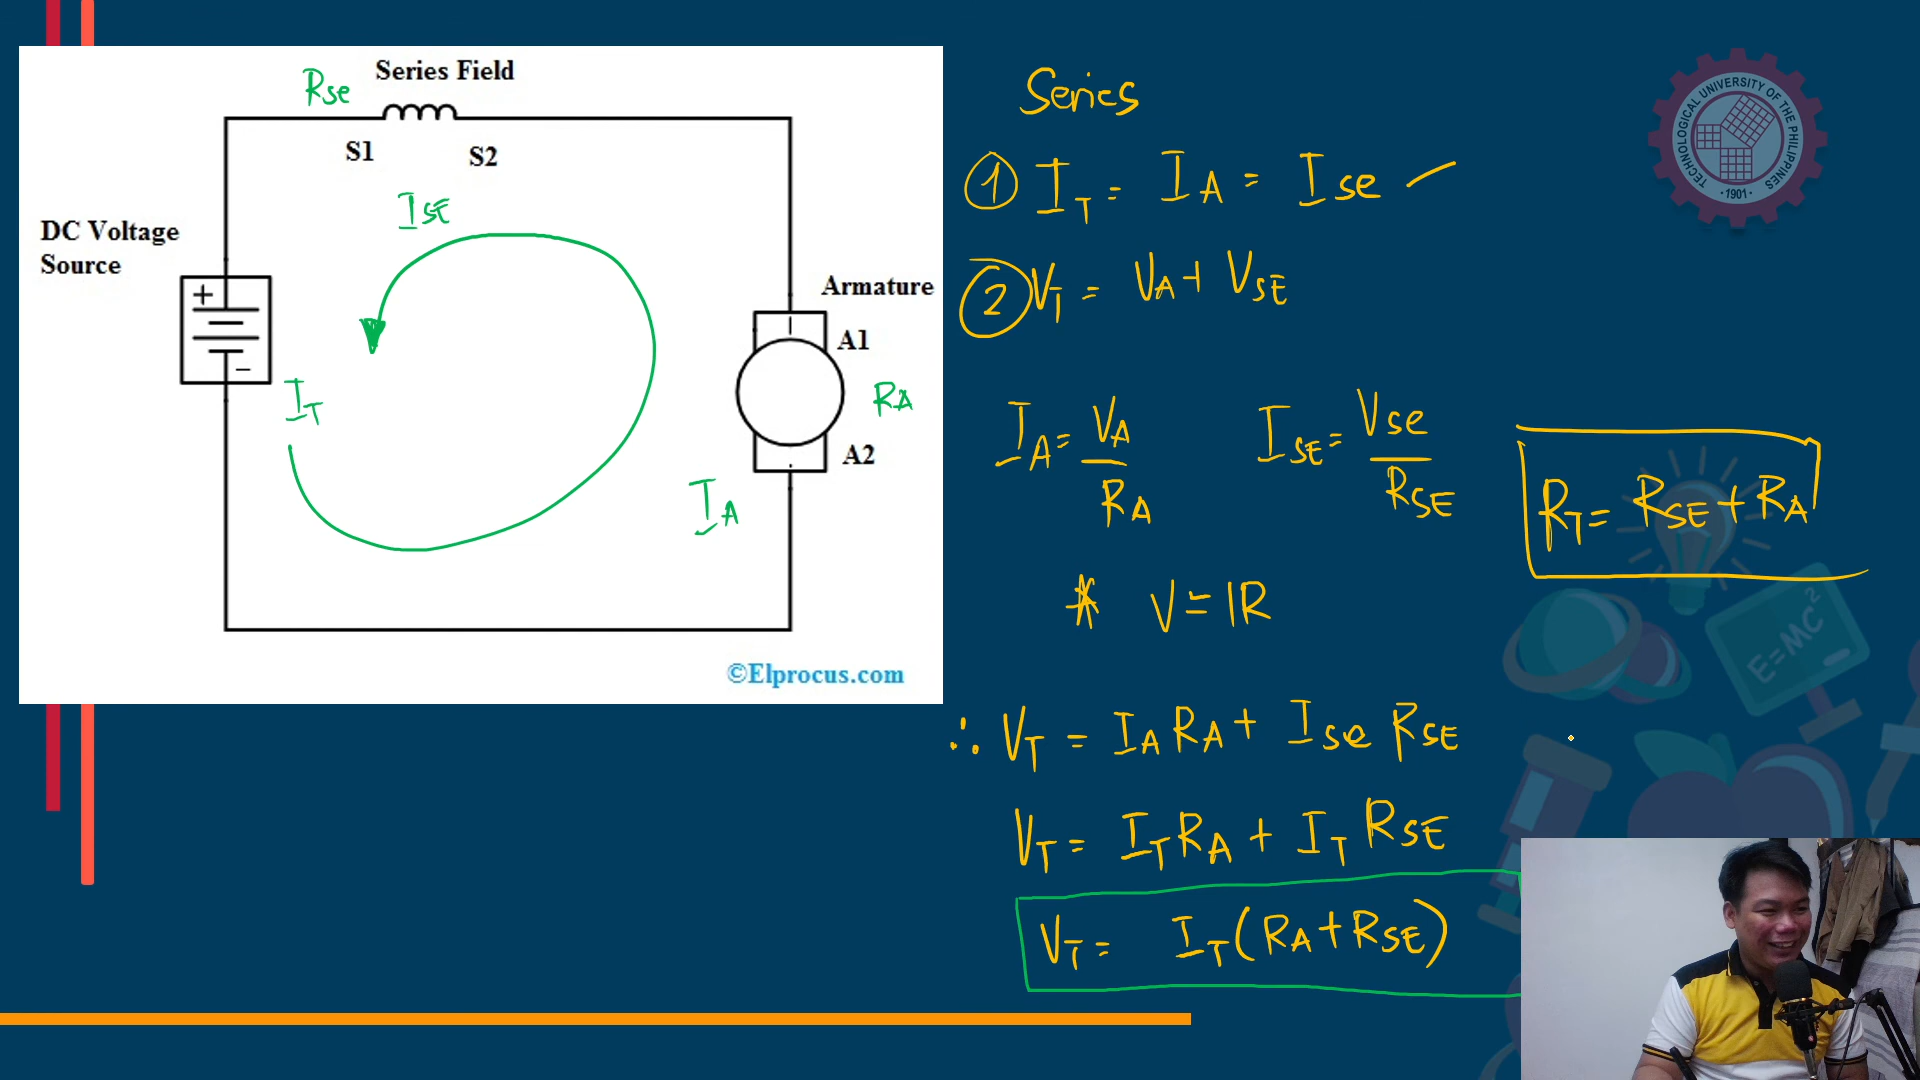 Rse
Series Field
S1
S2
ISE
DC Voltage
Source
+
−
IT
Armature
A1
RA
A2
IA
©Elprocus.com
Series
① IT = IA = Ise
② VT = VA + VSE
IA = VA / RA
ISE = Vse / RSE
RT = RSE + RA
* V = IR
∴ VT = IA RA + Ise RSE
VT = IT RA + IT RSE
VT = IT (RA + RSE)
TECHNOLOGICAL UNIVERSITY OF THE PHILIPPINES
· 1901 ·
E=MC²